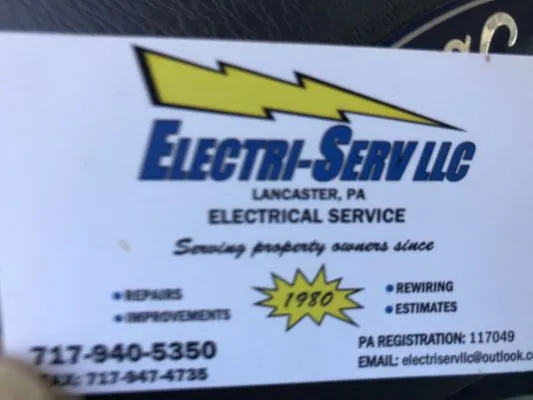 ELECTRI-SERV LLC
LANCASTER, PA
ELECTRICAL SERVICE
Serving property owners since
1980
• REPAIRS
• IMPROVEMENTS
• REWIRING
• ESTIMATES
717-940-5350
FAX: 717-947-4735
PA REGISTRATION: 117049
EMAIL: electriservllc@outlook.co